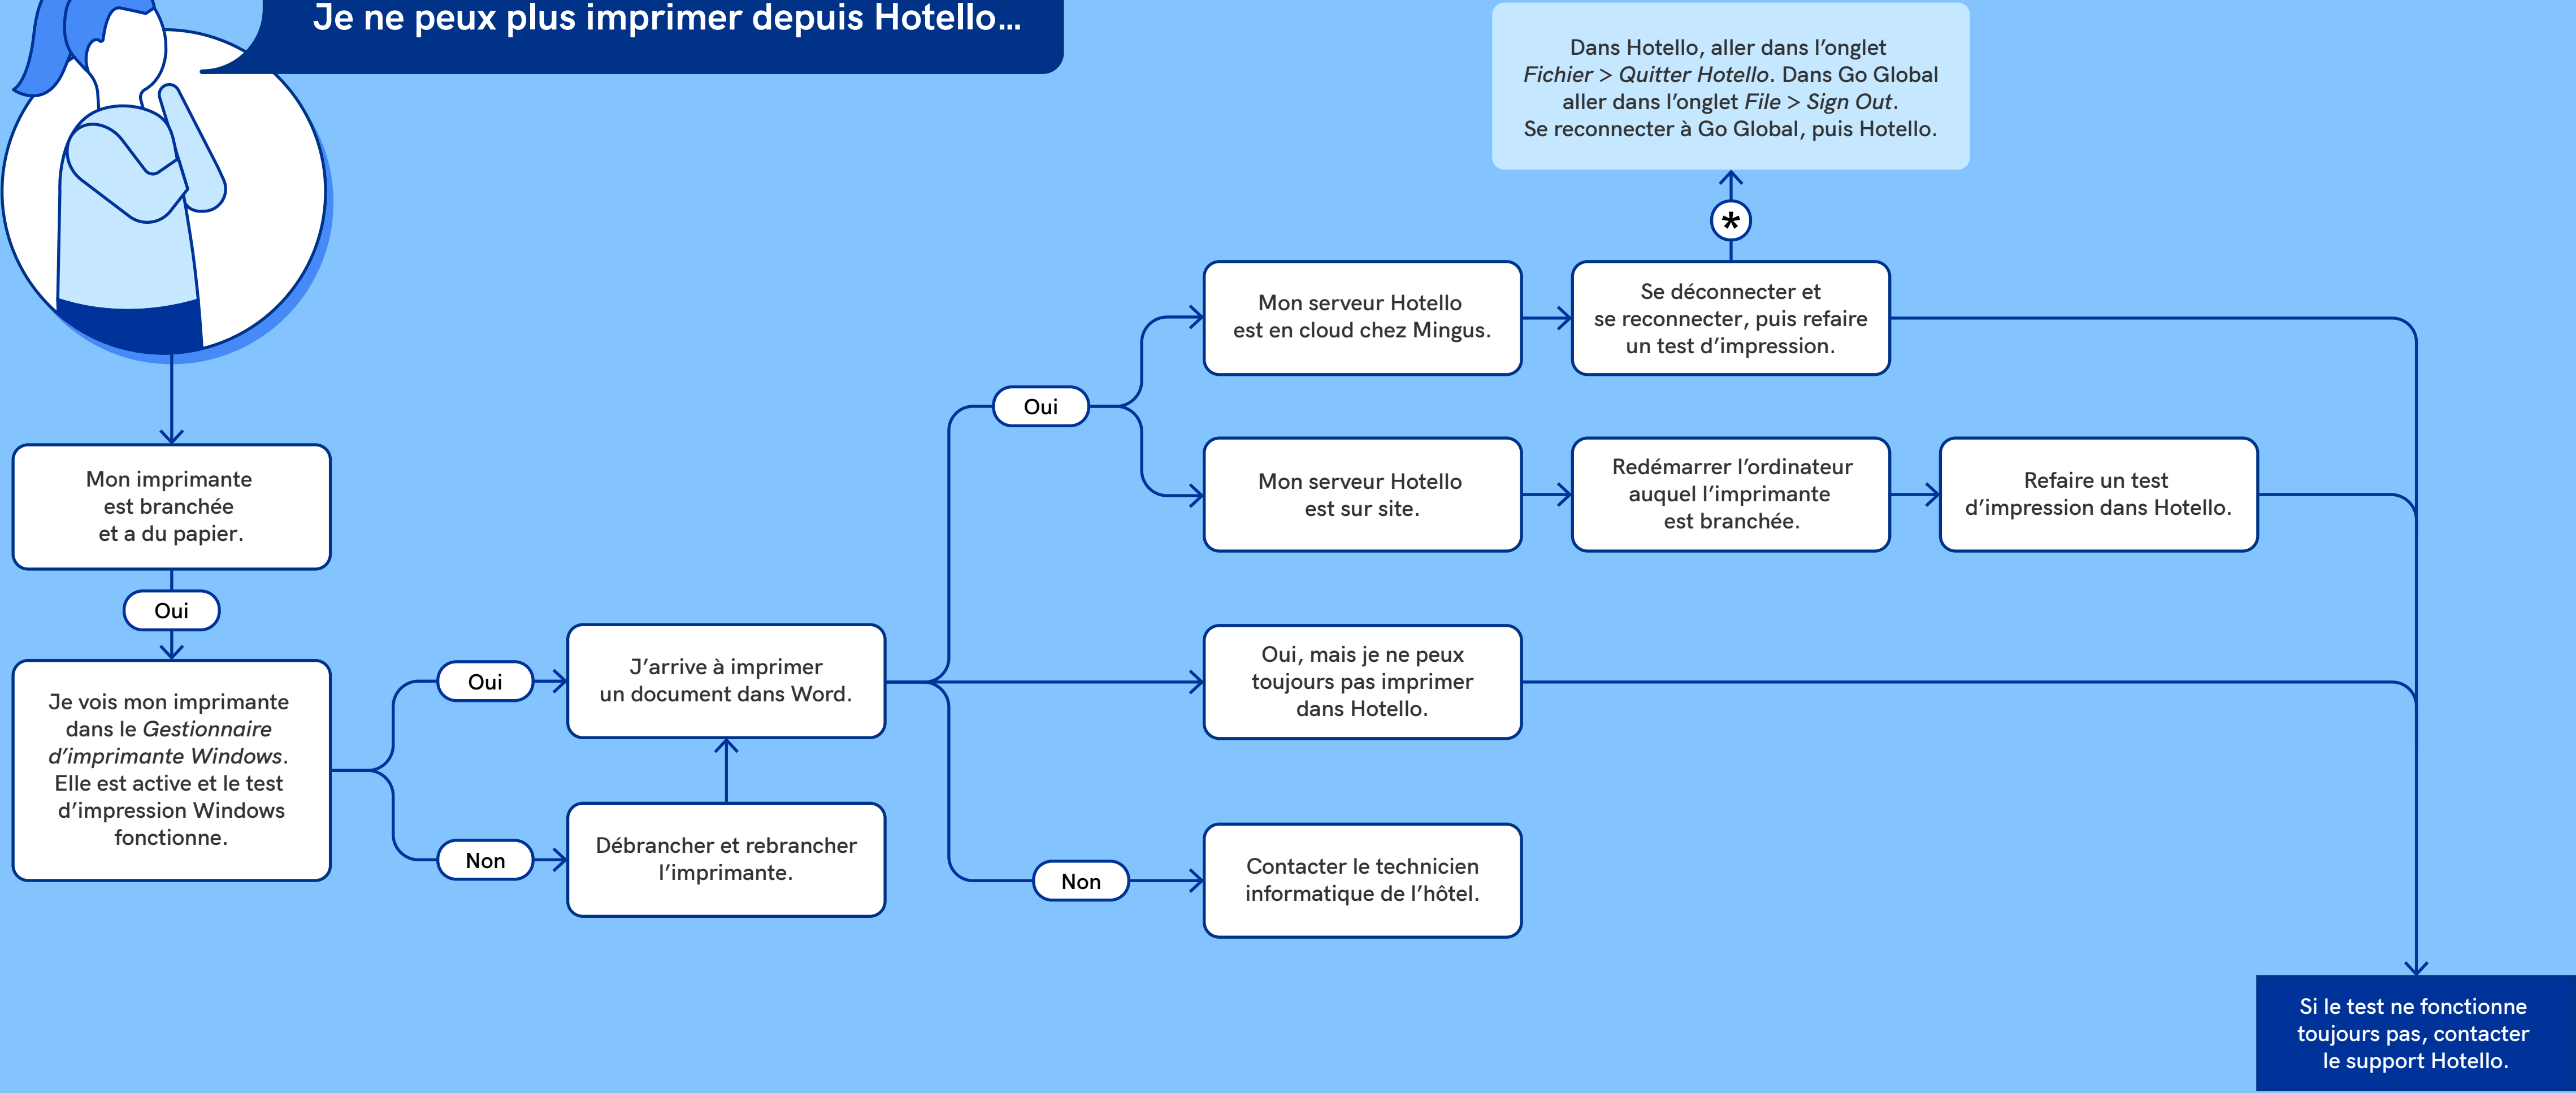 Je ne peux plus imprimer depuis Hotello...
Dans Hotello, aller dans l’onglet
Fichier > Quitter Hotello. Dans Go Global
aller dans l’onglet File > Sign Out.
Se reconnecter à Go Global, puis Hotello.
*
Mon imprimante
est branchée
et a du papier.
Oui
Je vois mon imprimante
dans le Gestionnaire
d’imprimante Windows.
Elle est active et le test
d’impression Windows
fonctionne.
Oui
Non
J’arrive à imprimer
un document dans Word.
Débrancher et rebrancher
l’imprimante.
Oui
Mon serveur Hotello
est en cloud chez Mingus.
Se déconnecter et
se reconnecter, puis refaire
un test d’impression.
Mon serveur Hotello
est sur site.
Redémarrer l’ordinateur
auquel l’imprimante
est branchée.
Refaire un test
d’impression dans Hotello.
Oui, mais je ne peux
toujours pas imprimer
dans Hotello.
Non
Contacter le technicien
informatique de l’hôtel.
Si le test ne fonctionne
toujours pas, contacter
le support Hotello.